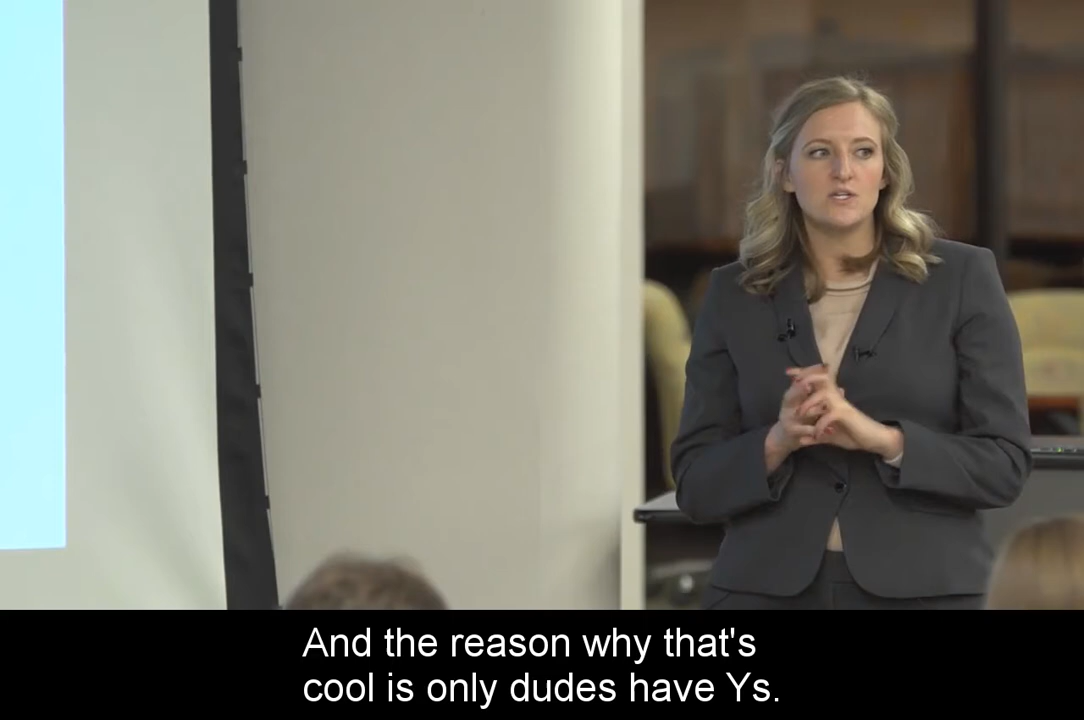 And the reason why that's
cool is only dudes have Ys.